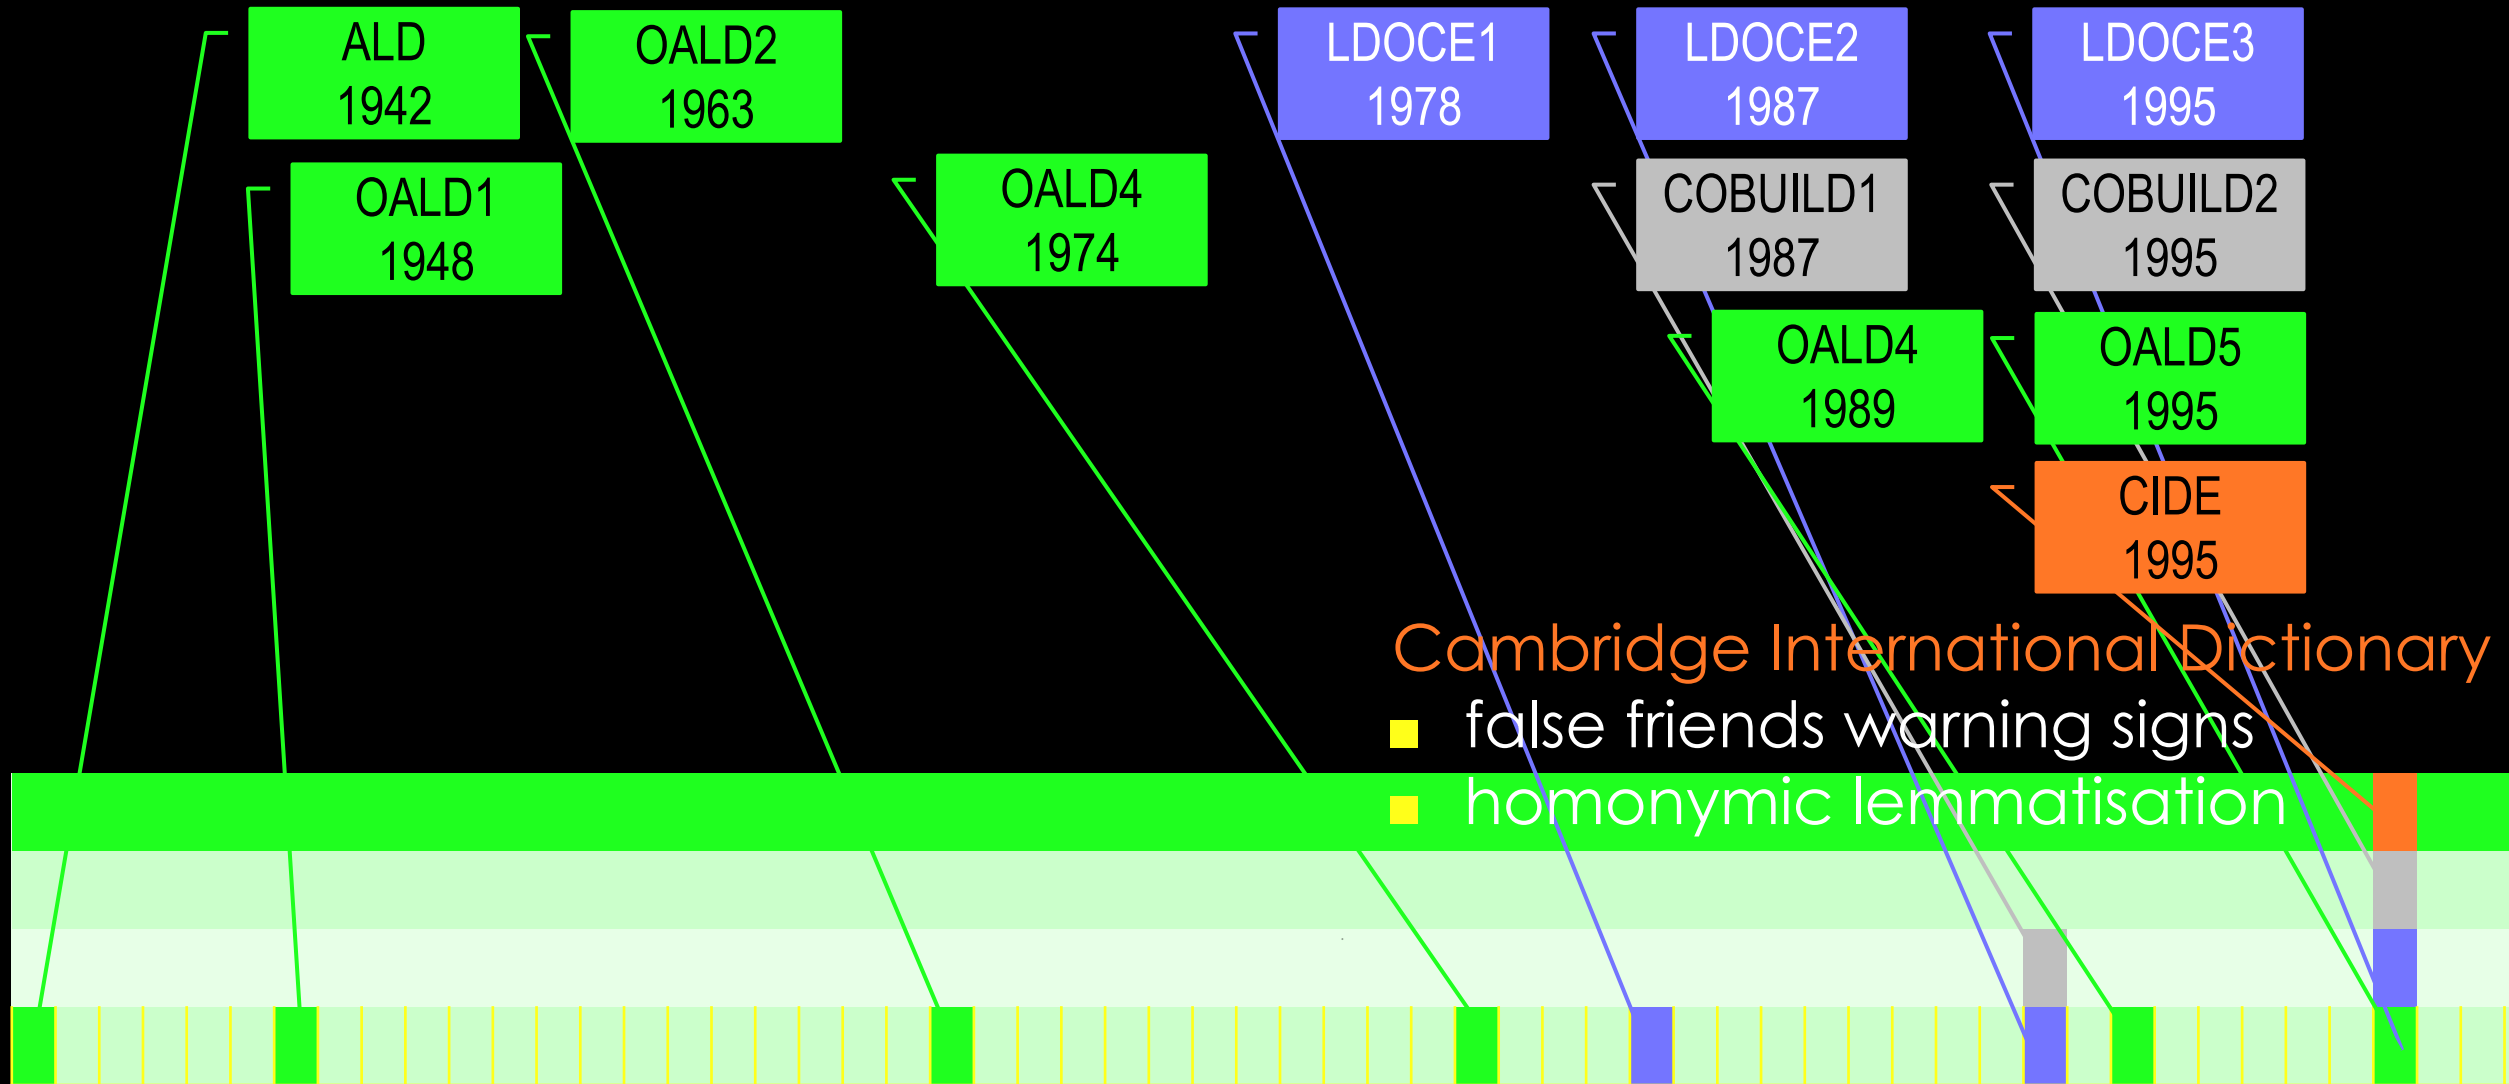 ALD
1942
OALD1
1948
OALD2
1963
OALD4
1974
LDOCE1
1978
LDOCE2
1987
COBUILD1
1987
OALD4
1989
LDOCE3
1995
COBUILD2
1995
OALD5
1995
CIDE
1995
Cambridge International Dictionary
false friends warning signs
homonymic lemmatisation